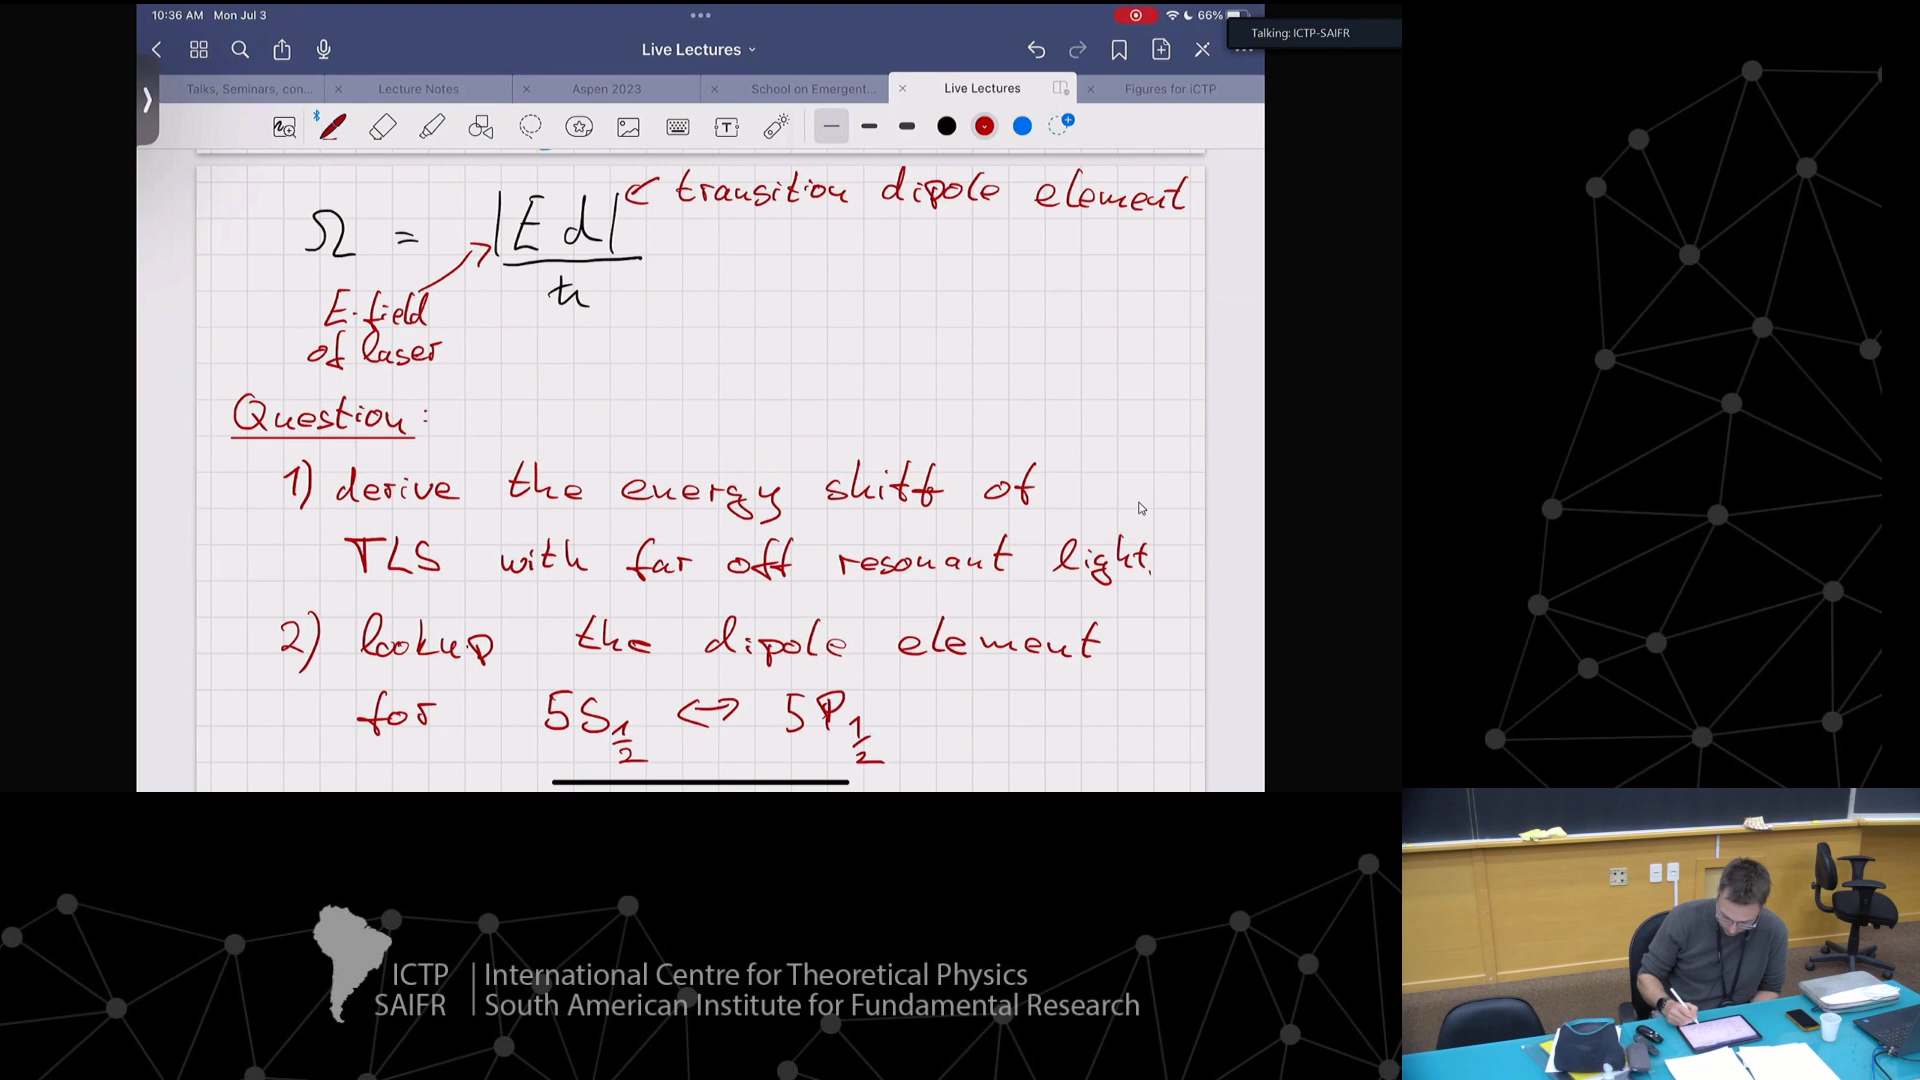 10:36 AM Mon Jul 3
66%
Talking: ICTP-SAIFR
Live Lectures
Talks, Seminars, con...
Lecture Notes
Aspen 2023
School on Emergent...
Live Lectures
Figures for iCTP
Ω = |E d| / ħ
transition dipole element
E-field
of laser
Question:
1) derive the energy shift of
TLS with far off resonant light.
2) lookup the dipole element
for 5S1/2 ↔ 5P1/2
ICTP | International Centre for Theoretical Physics
SAIFR | South American Institute for Fundamental Research